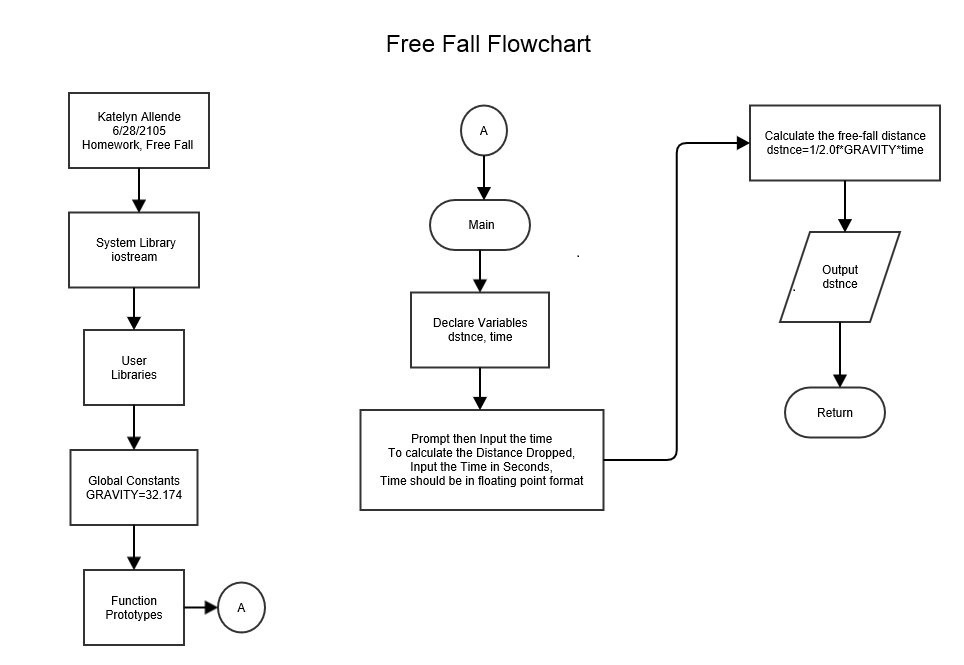 Free Fall Flowchart
Katelyn Allende
6/28/2105
Homework, Free Fall
System Library
iostream
User
Libraries
Global Constants
GRAVITY=32.174
Function
Prototypes
A
A
Main
Declare Variables
dstnce, time
Prompt then Input the time
To calculate the Distance Dropped,
Input the Time in Seconds,
Time should be in floating point format
Calculate the free-fall distance
dstnce=1/2.0f*GRAVITY*time
Output
dstnce
Return